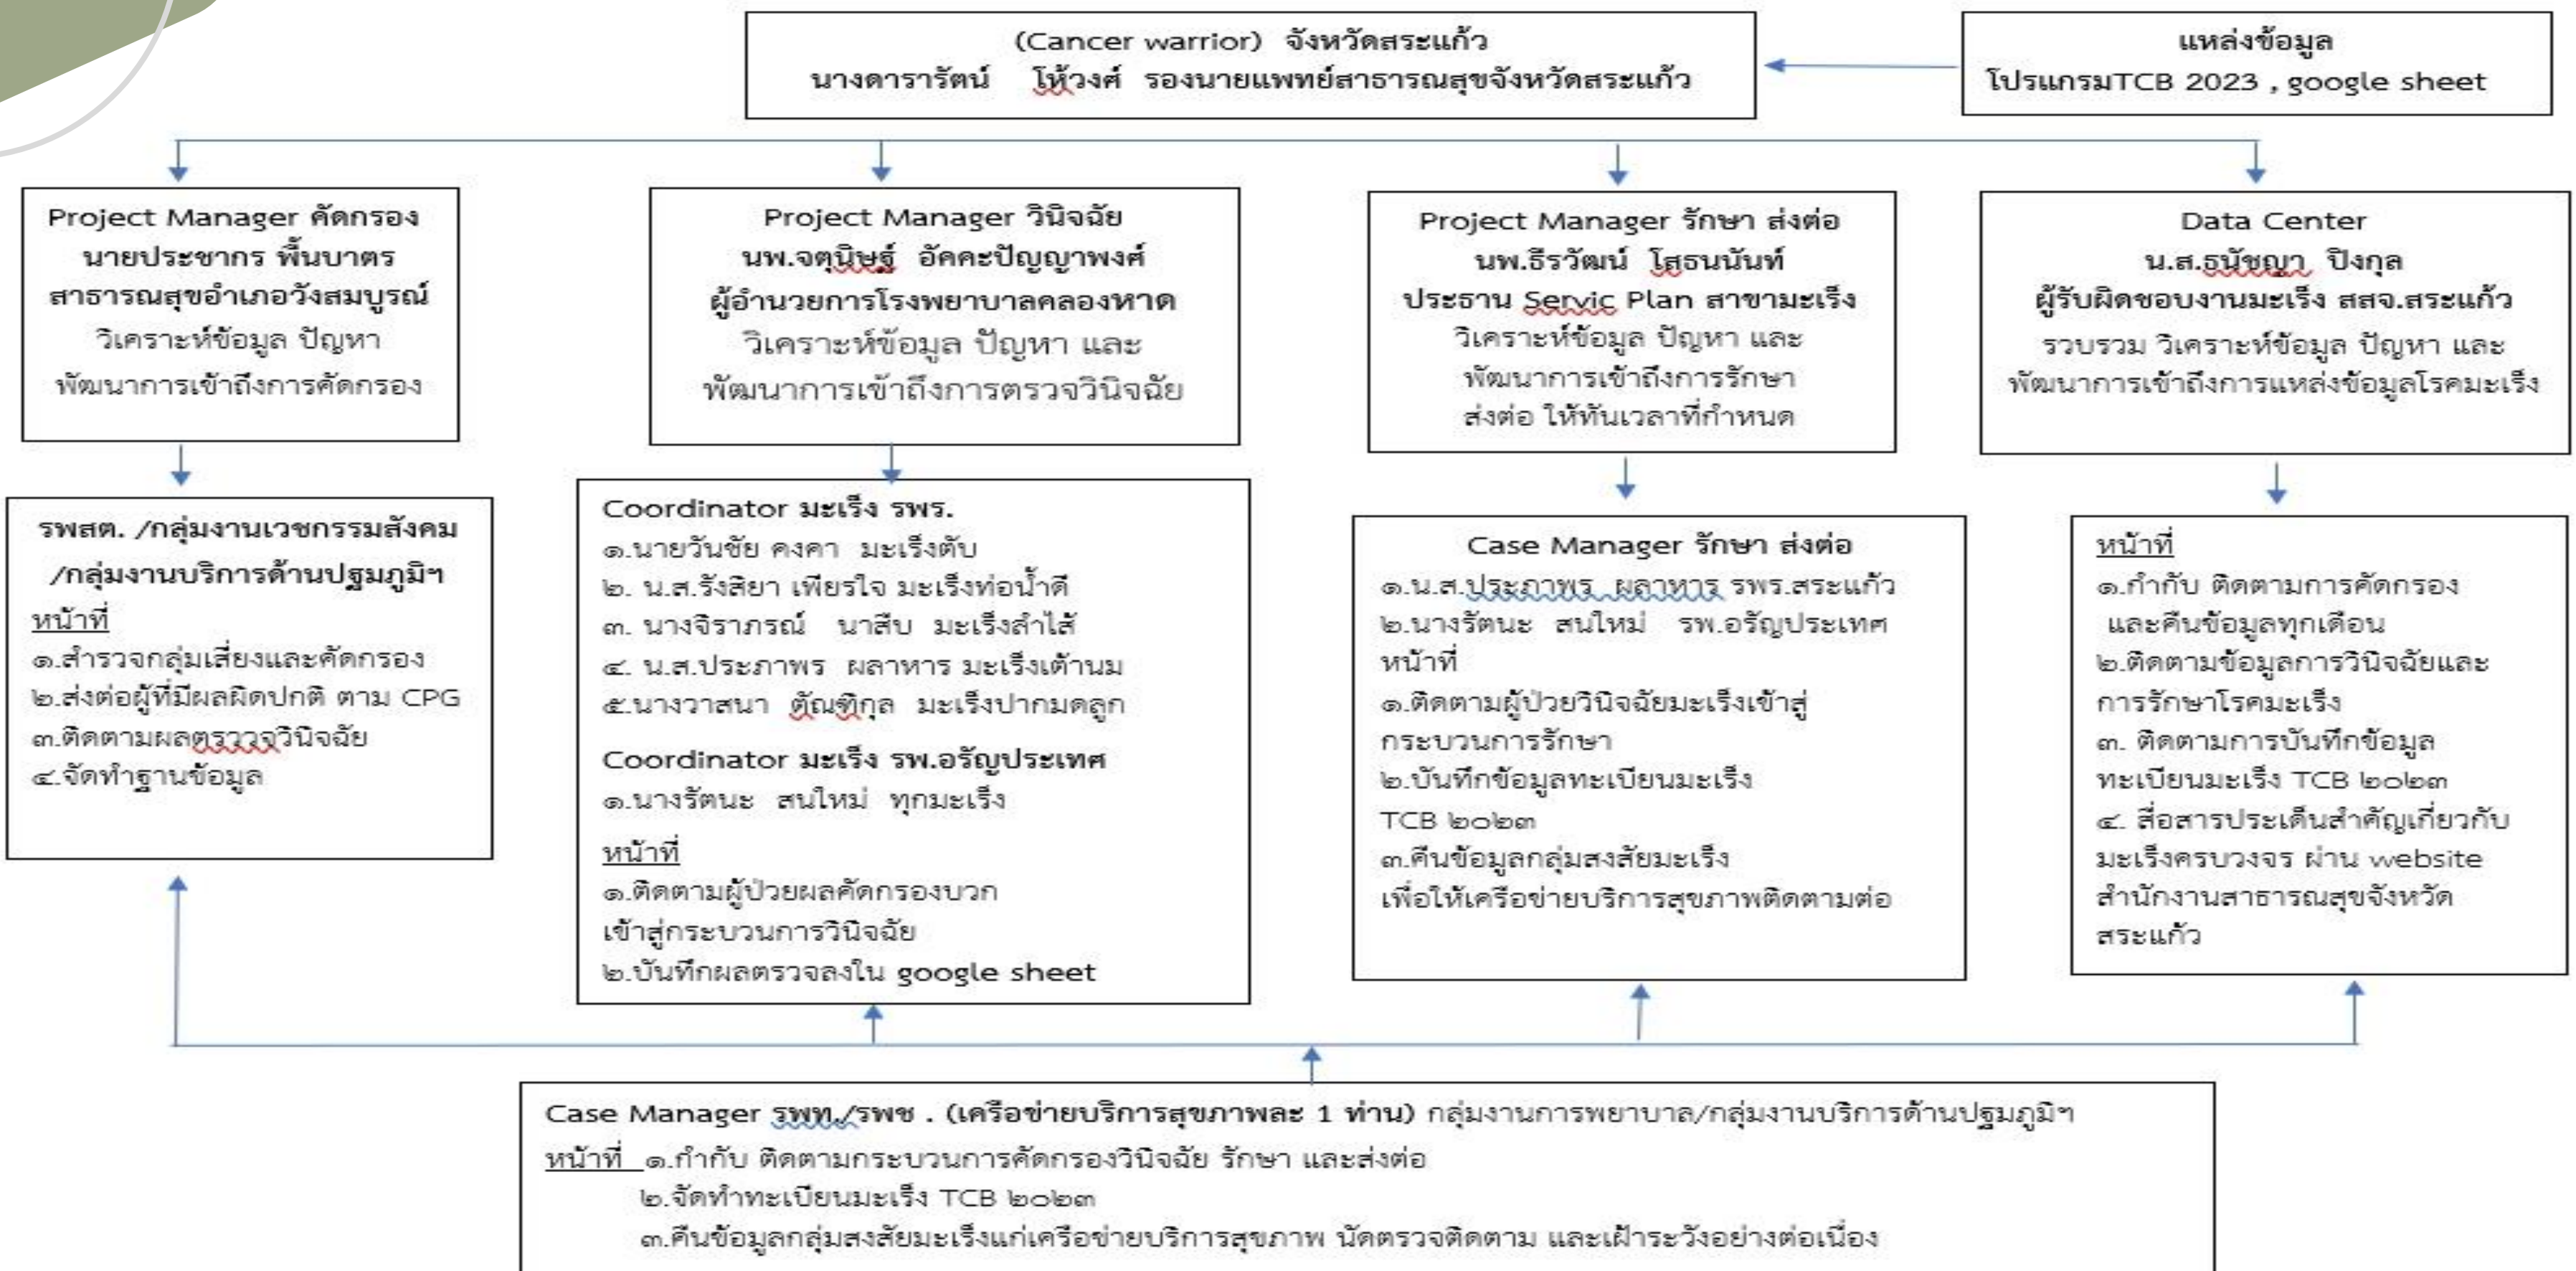 (Cancer warrior) จังหวัดสระแก้ว
นางดารารัตน์ โห้วงศ์ รองนายแพทย์สาธารณสุขจังหวัดสระแก้ว
แหล่งข้อมูล
โปรแกรมTCB 2023 , google sheet
Project Manager คัดกรอง
นายประชากร พื้นบาตร
สาธารณสุขอำเภอวังสมบูรณ์
วิเคราะห์ข้อมูล ปัญหา
พัฒนาการเข้าถึงการคัดกรอง
Project Manager วินิจฉัย
นพ.จตุนิษฐ์ อัคคะปัญญาพงศ์
ผู้อำนวยการโรงพยาบาลคลองหาด
วิเคราะห์ข้อมูล ปัญหา และ
พัฒนาการเข้าถึงการตรวจวินิจฉัย
Project Manager รักษา ส่งต่อ
นพ.ธีรวัฒน์ โสธนนันท์
ประธาน Servic Plan สาขามะเร็ง
วิเคราะห์ข้อมูล ปัญหา และ
พัฒนาการเข้าถึงการรักษา
ส่งต่อ ให้ทันเวลาที่กำหนด
Data Center
น.ส.ธนัชญา ปิงกุล
ผู้รับผิดชอบงานมะเร็ง สสจ.สระแก้ว
รวบรวม วิเคราะห์ข้อมูล ปัญหา และ
พัฒนาการเข้าถึงการแหล่งข้อมูลโรคมะเร็ง
รพสต. /กลุ่มงานเวชกรรมสังคม
/กลุ่มงานบริการด้านปฐมภูมิฯ
หน้าที่
๑.สำรวจกลุ่มเสี่ยงและคัดกรอง
๒.ส่งต่อผู้ที่มีผลผิดปกติ ตาม CPG
๓.ติดตามผลตรววจวินิจฉัย
๔.จัดทำฐานข้อมูล
Coordinator มะเร็ง รพร.
๑.นายวันชัย คงคา มะเร็งตับ
๒. น.ส.รังสิยา เพียรใจ มะเร็งท่อน้ำดี
๓. นางจิราภรณ์ นาสืบ มะเร็งลำไส้
๔. น.ส.ประภาพร ผลาหาร มะเร็งเต้านม
๕.นางวาสนา ตัณฑิกุล มะเร็งปากมดลูก
Coordinator มะเร็ง รพ.อรัญประเทศ
๑.นางรัตนะ สนใหม่ ทุกมะเร็ง
หน้าที่
๑.ติดตามผู้ป่วยผลคัดกรองบวก
เข้าสู่กระบวนการวินิจฉัย
๒.บันทึกผลตรวจลงใน google sheet
Case Manager รักษา ส่งต่อ
๑.น.ส.ประภาพร ผลาหาร รพร.สระแก้ว
๒.นางรัตนะ สนใหม่ รพ.อรัญประเทศ
หน้าที่
๑.ติดตามผู้ป่วยวินิจฉัยมะเร็งเข้าสู่
กระบวนการรักษา
๒.บันทึกข้อมูลทะเบียนมะเร็ง
TCB ๒๐๒๓
๓.คืนข้อมูลกลุ่มสงสัยมะเร็ง
เพื่อให้เครือข่ายบริการสุขภาพติดตามต่อ
หน้าที่
๑.กำกับ ติดตามการคัดกรอง
และคืนข้อมูลทุกเดือน
๒.ติดตามข้อมูลการวินิจฉัยและ
การรักษาโรคมะเร็ง
๓. ติดตามการบันทึกข้อมูล
ทะเบียนมะเร็ง TCB ๒๐๒๓
๔. สื่อสารประเด็นสำคัญเกี่ยวกับ
มะเร็งครบวงจร ผ่าน website
สำนักงานสาธารณสุขจังหวัด
สระแก้ว
Case Manager รพท./รพช . (เครือข่ายบริการสุขภาพละ 1 ท่าน) กลุ่มงานการพยาบาล/กลุ่มงานบริการด้านปฐมภูมิฯ
หน้าที่ ๑.กำกับ ติดตามกระบวนการคัดกรองวินิจฉัย รักษา และส่งต่อ
๒.จัดทำทะเบียนมะเร็ง TCB ๒๐๒๓
๓.คืนข้อมูลกลุ่มสงสัยมะเร็งแก่เครือข่ายบริการสุขภาพ นัดตรวจติดตาม และเฝ้าระวังอย่างต่อเนื่อง